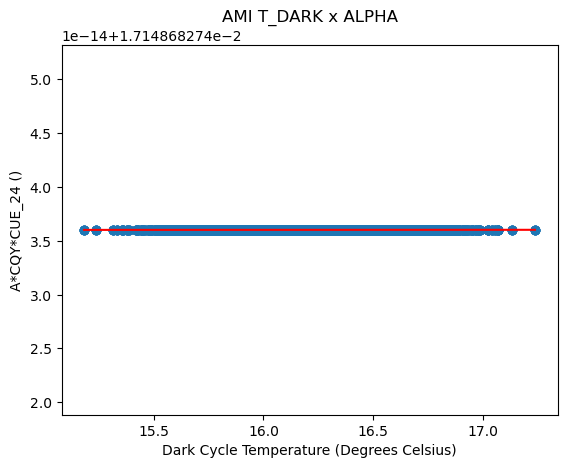 AMI T_DARK x ALPHA
1e−14+1.714868274e−2
5.0
4.5
4.0
3.5
3.0
2.5
2.0
A*CQY*CUE_24 ()
15.5 16.0 16.5 17.0
Dark Cycle Temperature (Degrees Celsius)